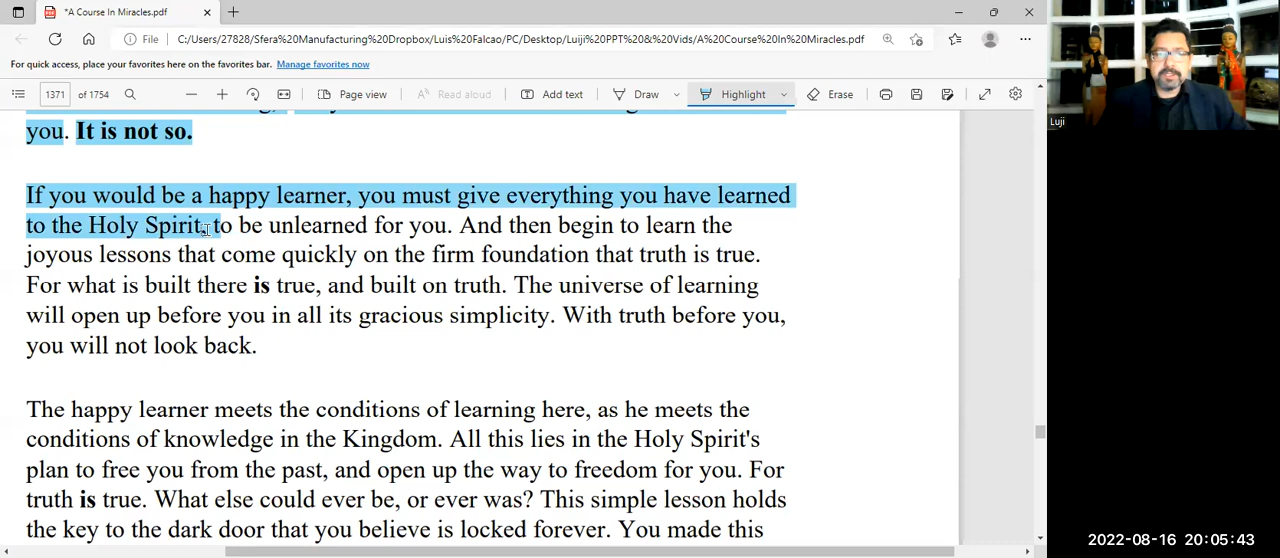 *A Course In Miracles.pdf
File C:/Users/27828/Sfera%20Manufacturing%20Dropbox/Luis%20Falcao/PC/Desktop/Luiji%20PPT%20&%20Vids/A%20Course%20In%20Miracles.pdf
For quick access, place your favorites here on the favorites bar. Manage favorites now
1371 of 1754 Page view Read aloud Add text Draw Highlight Erase
you. It is not so.
If you would be a happy learner, you must give everything you have learned
to the Holy Spirit, to be unlearned for you. And then begin to learn the
joyous lessons that come quickly on the firm foundation that truth is true.
For what is built there is true, and built on truth. The universe of learning
will open up before you in all its gracious simplicity. With truth before you,
you will not look back.
The happy learner meets the conditions of learning here, as he meets the
conditions of knowledge in the Kingdom. All this lies in the Holy Spirit's
plan to free you from the past, and open up the way to freedom for you. For
truth is true. What else could ever be, or ever was? This simple lesson holds
the key to the dark door that you believe is locked forever. You made this
Luji
2022-08-16 20:05:43